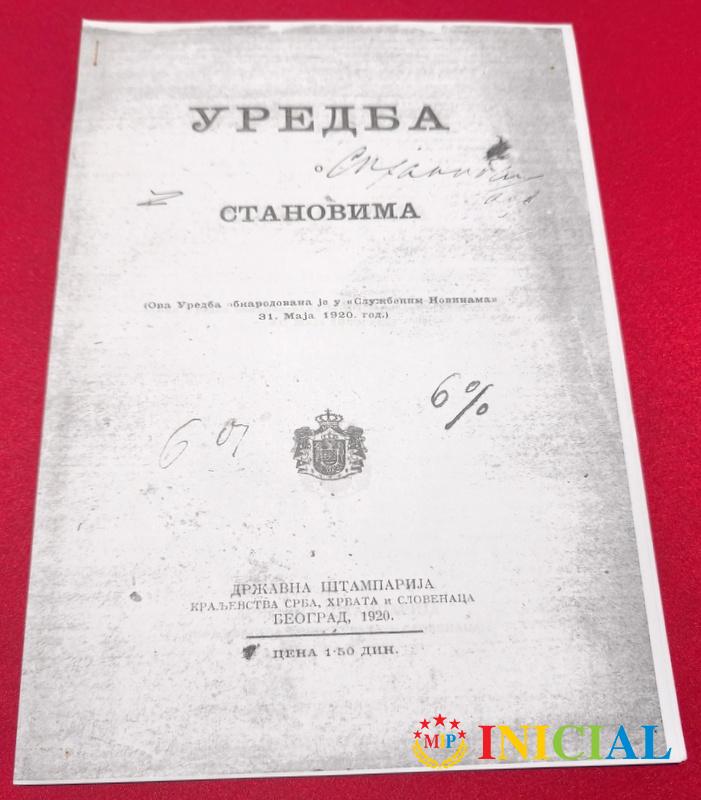 УРЕДБА
о
СТАНОВИМА
(Ова Уредба обнародована је у «Службеним Новинама»
31. Маја 1920. год.)
6%
ДРЖАВНА ШТАМПАРИЈА
КРАЉЕВСТВА СРБА, ХРВАТА и СЛОВЕНАЦА
БЕОГРАД, 1920.
ЦЕНА 1·50 ДИН.
MJP INICIAL